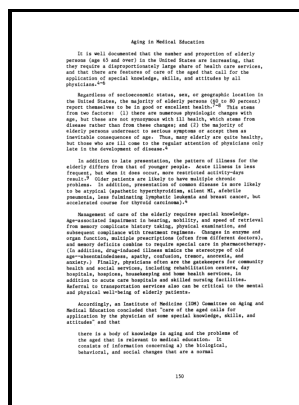 Aging in Medical Education
It is well documented that the number and proportion of elderly
persons (age 65 and over) in the United States are increasing, that
they require a disproportionately large share of health care services,
and that there are features of care of the aged that call for the
application of special knowledge, skills, and attitudes by all
physicians.
Regardless of socioeconomic status, sex, or geographic location in
the United States, the majority of elderly persons (60 to 80 percent)
report themselves to be in good or excellent health. This stems
from two factors: (1) there are numerous physiologic changes with
age, but these are not synonymous with ill health, which stems from
disease rather than from these changes and (2) the majority of
elderly persons underreact to serious symptoms or accept them as
inevitable consequences of age. Thus, many elderly are quite healthy,
but those who are ill come to the regular attention of physicians only
late in the development of disease.
In addition to late presentation, the pattern of illness for the
elderly differs from that of younger people. Acute illness is less
frequent, but when it does occur, more restricted activity-days
result. Older patients are likely to have multiple chronic
problems. In addition, presentation of common disease is more likely
to be atypical (apathetic hyperthyroidism, silent MI, afebrile
pneumonia, less fulminating leukemia and breast cancer, but
accelerated course for thyroid carcinoma).
Management of care of the elderly requires special knowledge.
Age-associated impairment in hearing, mobility, and speed of retrieval
from memory complicate history taking, physical examination, and
subsequent compliance with treatment regimens. Changes in enzyme and
organ function, multiple prescriptions (often from different doctors),
and memory deficits combine to require special care in pharmacotherapy.
(In addition, drug-induced illness mimics the stereotype of old
age--absentmindedness, apathy, confusion, tremor, anorexia, and
anxiety.) Finally, physicians often are the gatekeepers for community
health and social services, including rehabilitation centers, day
hospitals, hospices, housekeeping and home health services, in
addition to acute care hospitals and skilled nursing facilities.
Referral to transportation services also can be critical to the mental
and physical well-being of elderly patients.
Accordingly, an Institute of Medicine (IOM) Committee on Aging and
Medical Education concluded that "care of the aged calls for
application by the physician of some special knowledge, skills, and
attitudes" and that
there is a body of knowledge in aging and the problems of
the aged that is relevant to medical education. It
consists of information concerning a) the biological,
behavioral, and social changes that are a normal
150